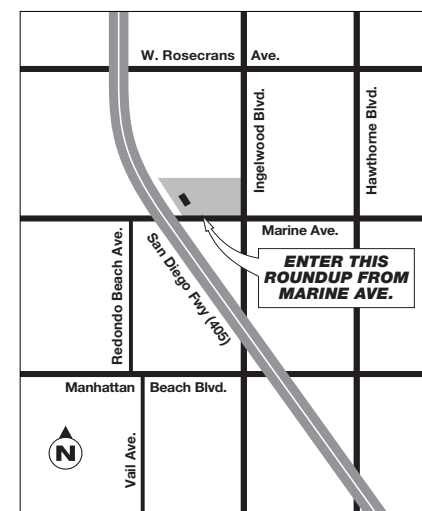 W. Rosecrans Ave.
Ingelwood Blvd.
Hawthorne Blvd.
Marine Ave.
Redondo Beach Ave.
San Diego Fwy (405)
ENTER THIS
ROUNDUP FROM
MARINE AVE.
Manhattan Beach Blvd.
Vail Ave.
N